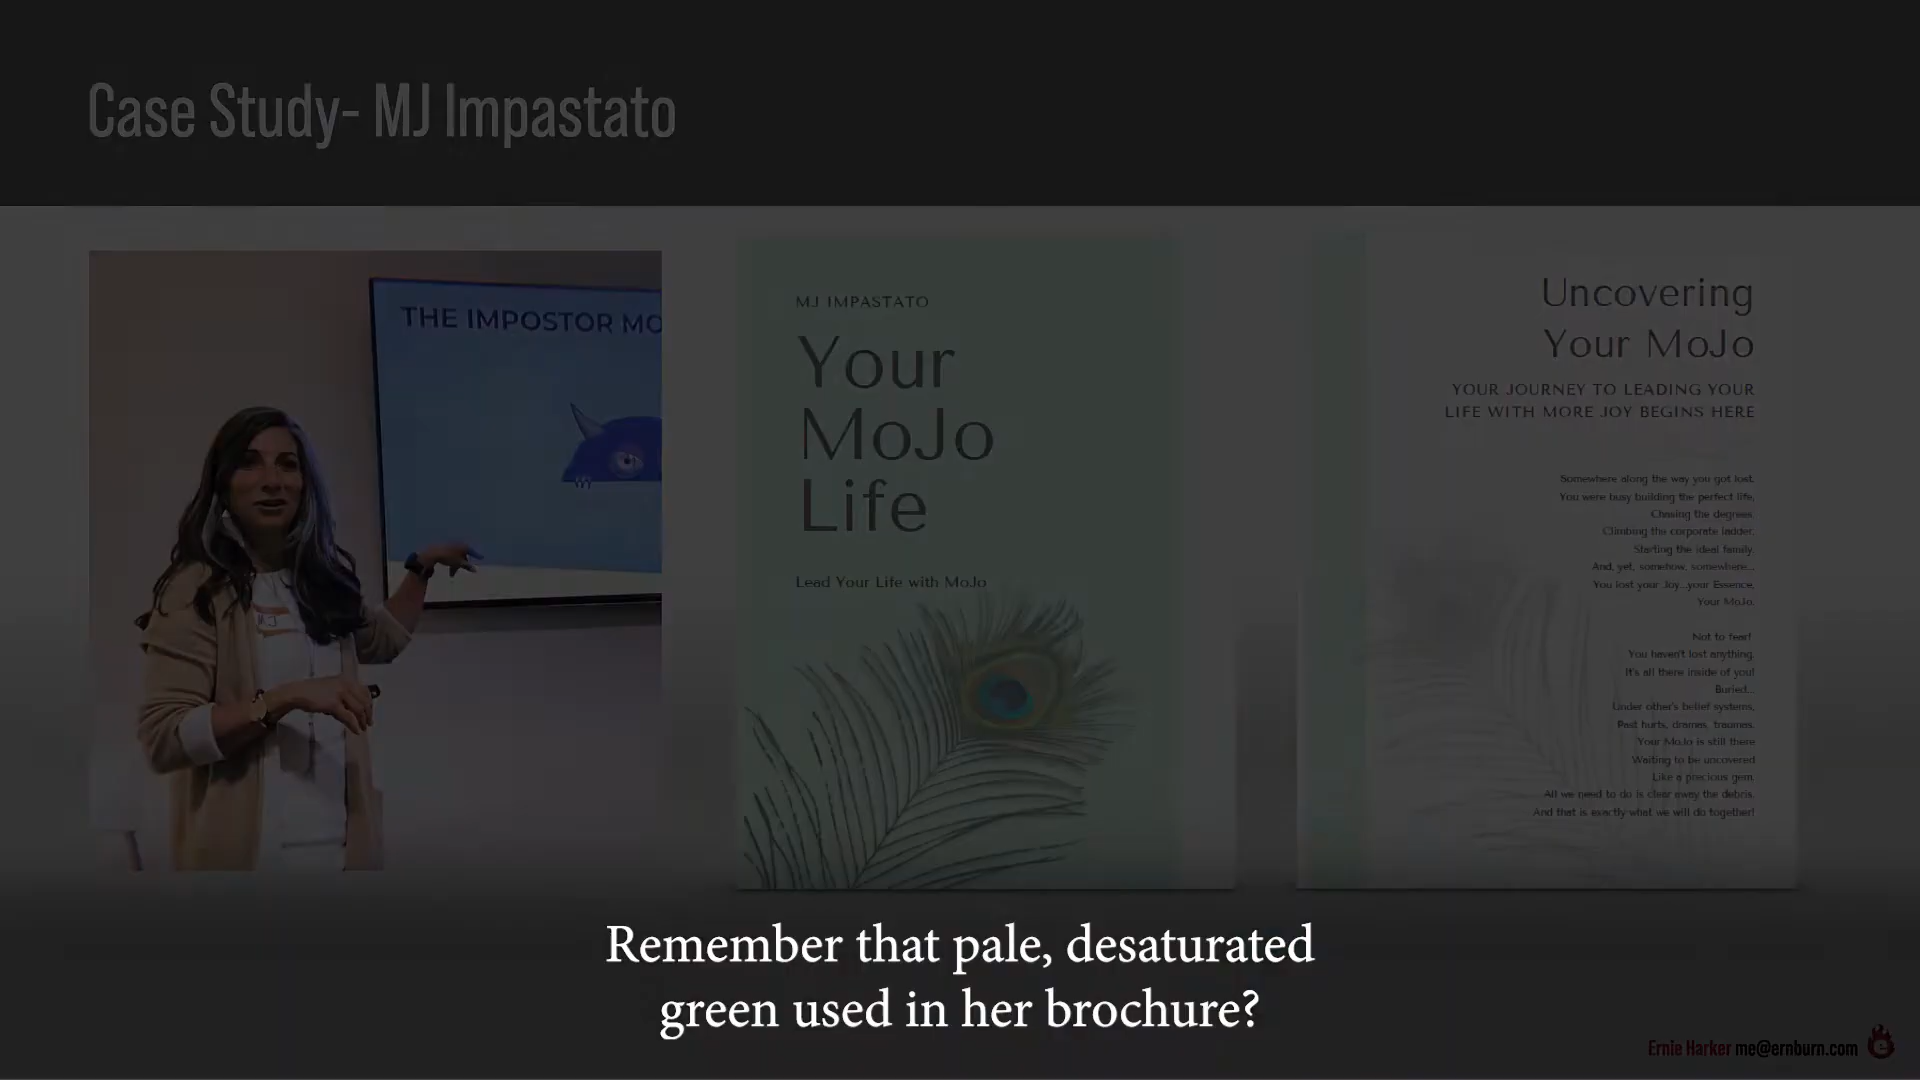 Case Study- MJ Impastato
THE IMPOSTOR MO
MJ
MJ IMPASTATO
Your
MoJo
Life
Lead Your Life with MoJo
Uncovering
Your MoJo
YOUR JOURNEY TO LEADING YOUR
LIFE WITH MORE JOY BEGINS HERE
Somewhere along the way you got lost.
You were busy building the perfect life,
Chasing the degrees.
Climbing the corporate ladder.
Starting the ideal family.
And, yet, somehow, somewhere...
You lost your Joy...your Essence,
Your MoJo.
Not to fear!
You haven't lost anything.
It's all there inside of you!
Buried...
Under other's belief systems,
Past hurts, dramas, traumas.
Your MoJo is still there
Waiting to be uncovered
Like a precious gem.
All we need to do is clear away the debris.
And that is exactly what we will do together!
Remember that pale, desaturated
green used in her brochure?
Ernie Harker me@ernburn.com